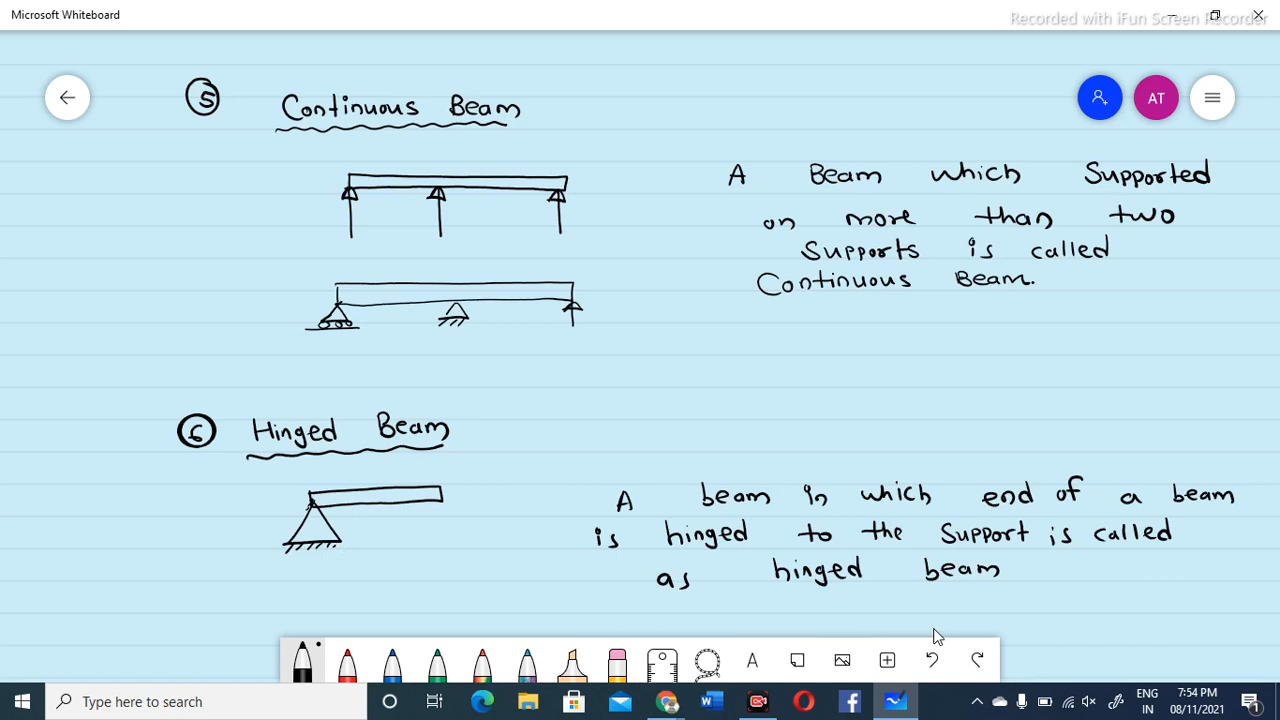 Microsoft Whiteboard
Recorded with iFun Screen Recorder
5 Continuous Beam
AT
A Beam which Supported
on more than two
Supports is called
Continuous Beam.
6 Hinged Beam
A beam in which end of a beam
is hinged to the Support is called
as hinged beam
A
Type here to search
ENG
IN
7:54 PM
08/11/2021
1